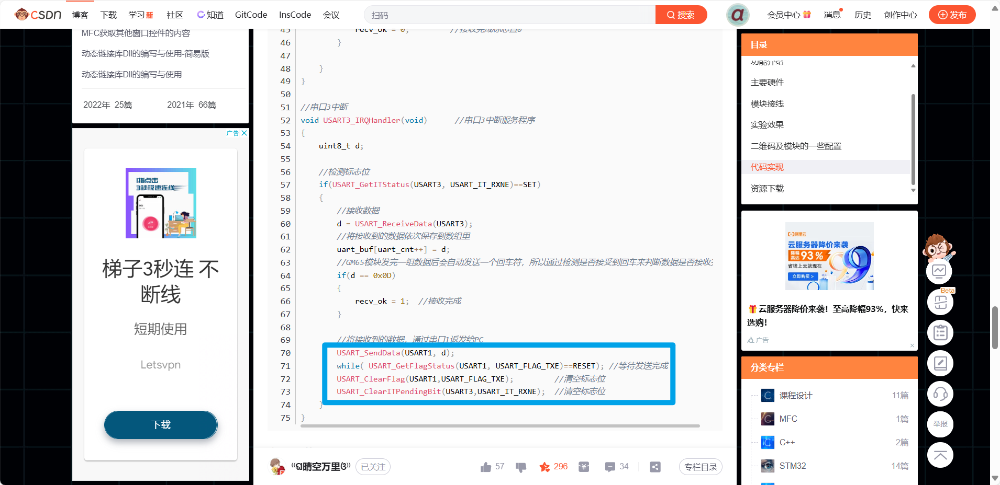 CSDN 博客 下载 学习新 社区 C知道 GitCode InsCode 会议 扫码 搜索 会员中心 消息 历史 创作中心 发布
MFC获取其他窗口控件的内容
动态链接库Dll的编写与使用-简易版
动态链接库Dll的编写与使用
2022年 25篇 2021年 66篇
广告
1指点击
3秒极速连线
梯子3秒连 不
断线
短期使用
Letsvpn
下载
45 recv_ok = 0; //接收完成标志置0
46 }
47
48 }
49 }
50
51 //串口3中断
52 void USART3_IRQHandler(void) //串口3中断服务程序
53 {
54 uint8_t d;
55
56 //检测标志位
57 if(USART_GetITStatus(USART3, USART_IT_RXNE)==SET)
58 {
59 //接收数据
60 d = USART_ReceiveData(USART3);
61 //将接收到的数据依次保存到数组里
62 uart_buf[uart_cnt++] = d;
63 //GM65模块发完一组数据后会自动发送一个回车符，所以通过检测是否接受到回车来判断数据是否接收
64 if(d == 0x0D)
65 {
66 recv_ok = 1; //接收完成
67 }
68
69 //将接收到的数据，通过串口1返发给PC
70 USART_SendData(USART1, d);
71 while( USART_GetFlagStatus(USART1, USART_FLAG_TXE)==RESET); //等待发送完成
72 USART_ClearFlag(USART1,USART_FLAG_TXE); //清空标志位
73 USART_ClearITPendingBit(USART3,USART_IT_RXNE); //清空标志位
74 }
75 }
晴空万里 已关注 57 296 34 专栏目录
目录
功能介绍
主要硬件
模块接线
实验效果
二维码及模块的一些配置
代码实现
资源下载
阿里云
云服务器降价来袭
降幅高达93%
省钱上云就现在
立即购买 >
云服务器降价来袭！至高降幅93%，快来
选购！
广告
分类专栏
课程设计 11篇
MFC 1篇
C++ 2篇
STM32 14篇
Beta
举报